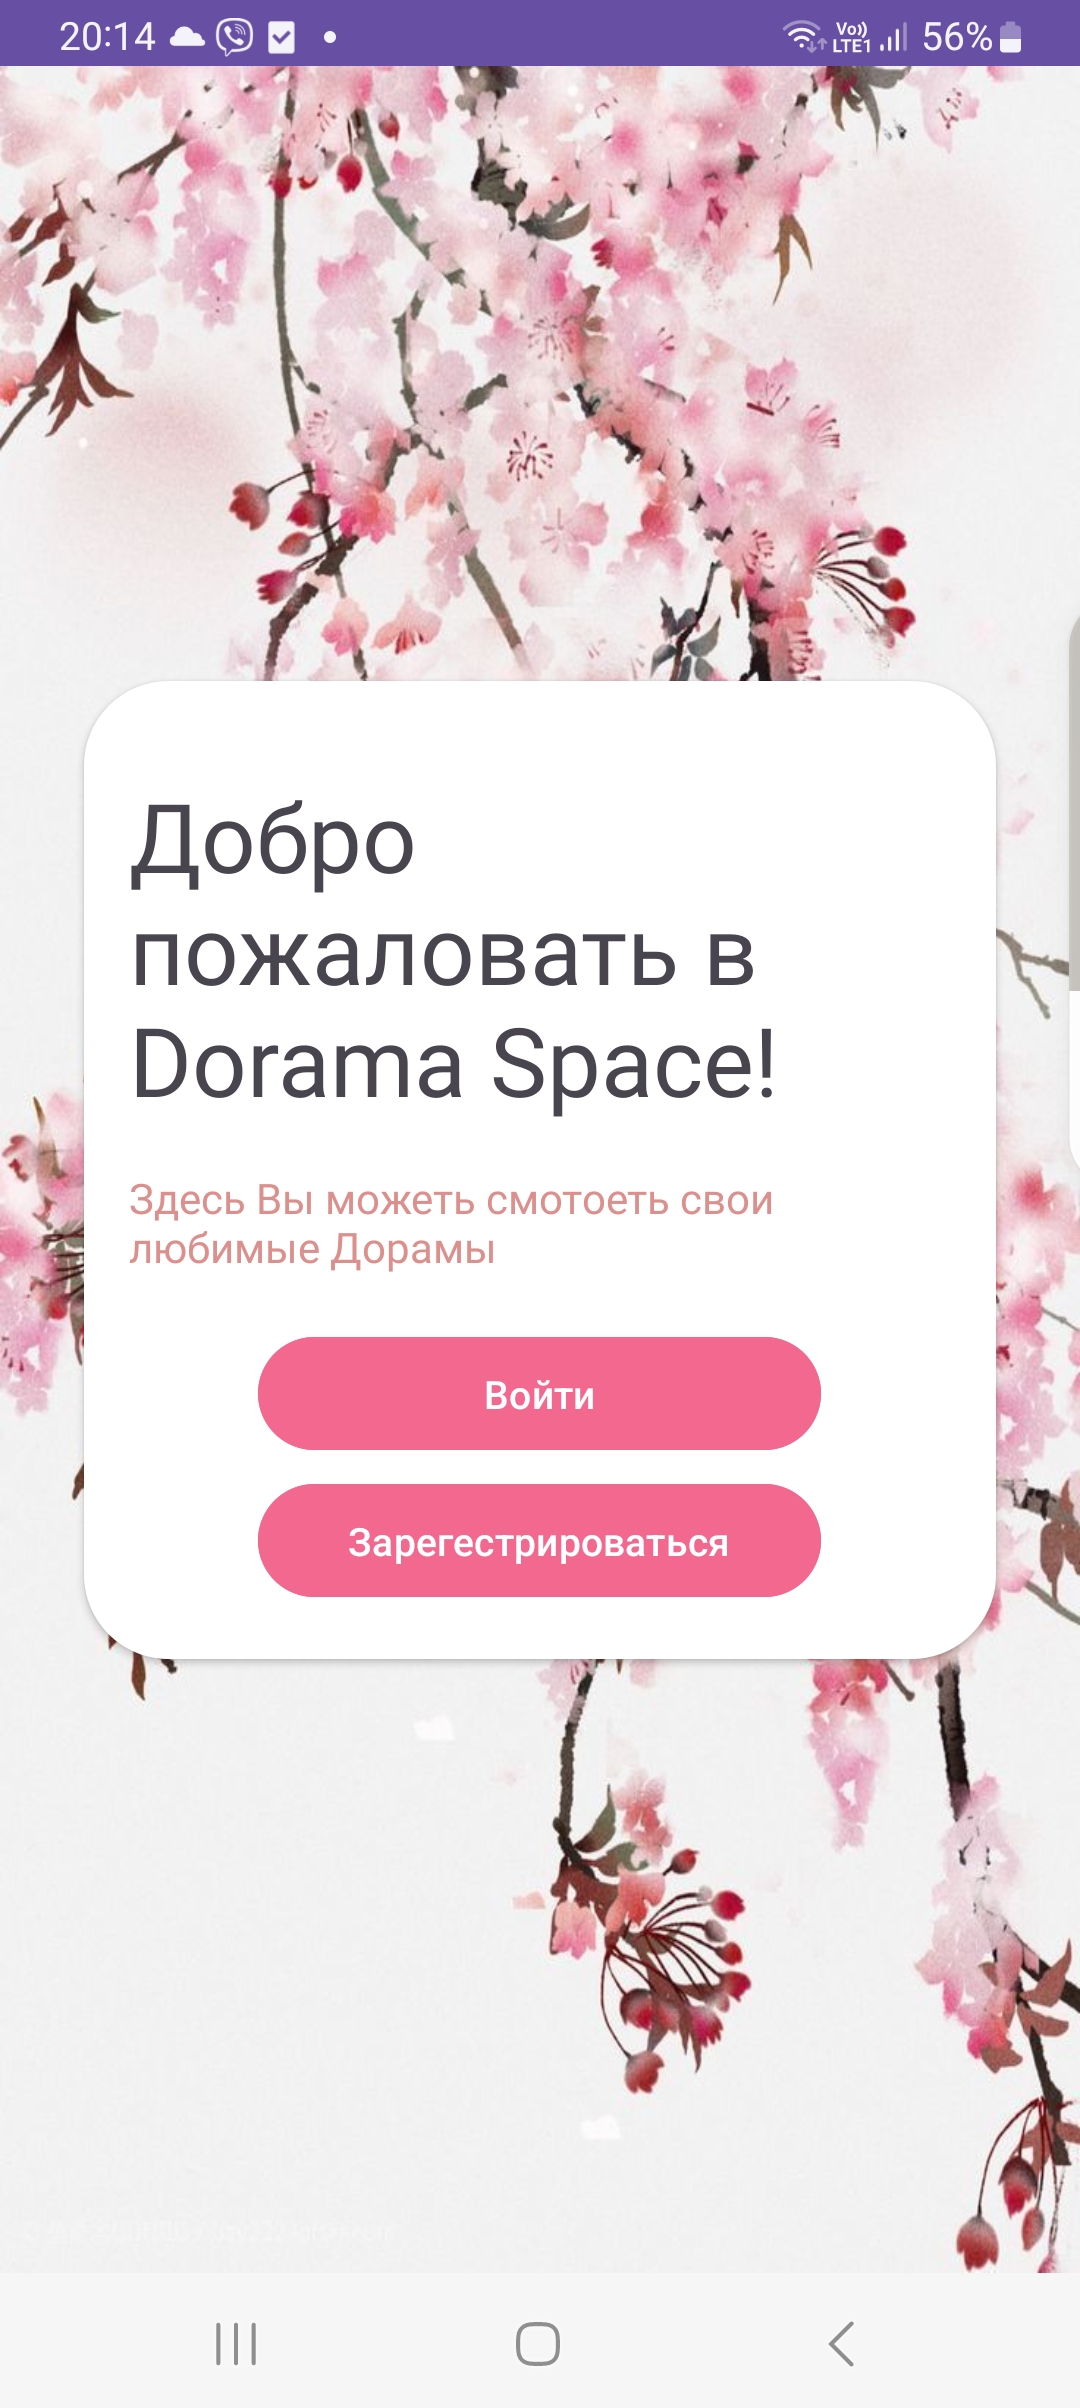 20:14
Vo)) LTE1 56%
Добро
пожаловать в
Dorama Space!
Здесь Вы можеть смотоеть свои
любимые Дорамы
Войти
Зарегестрироваться